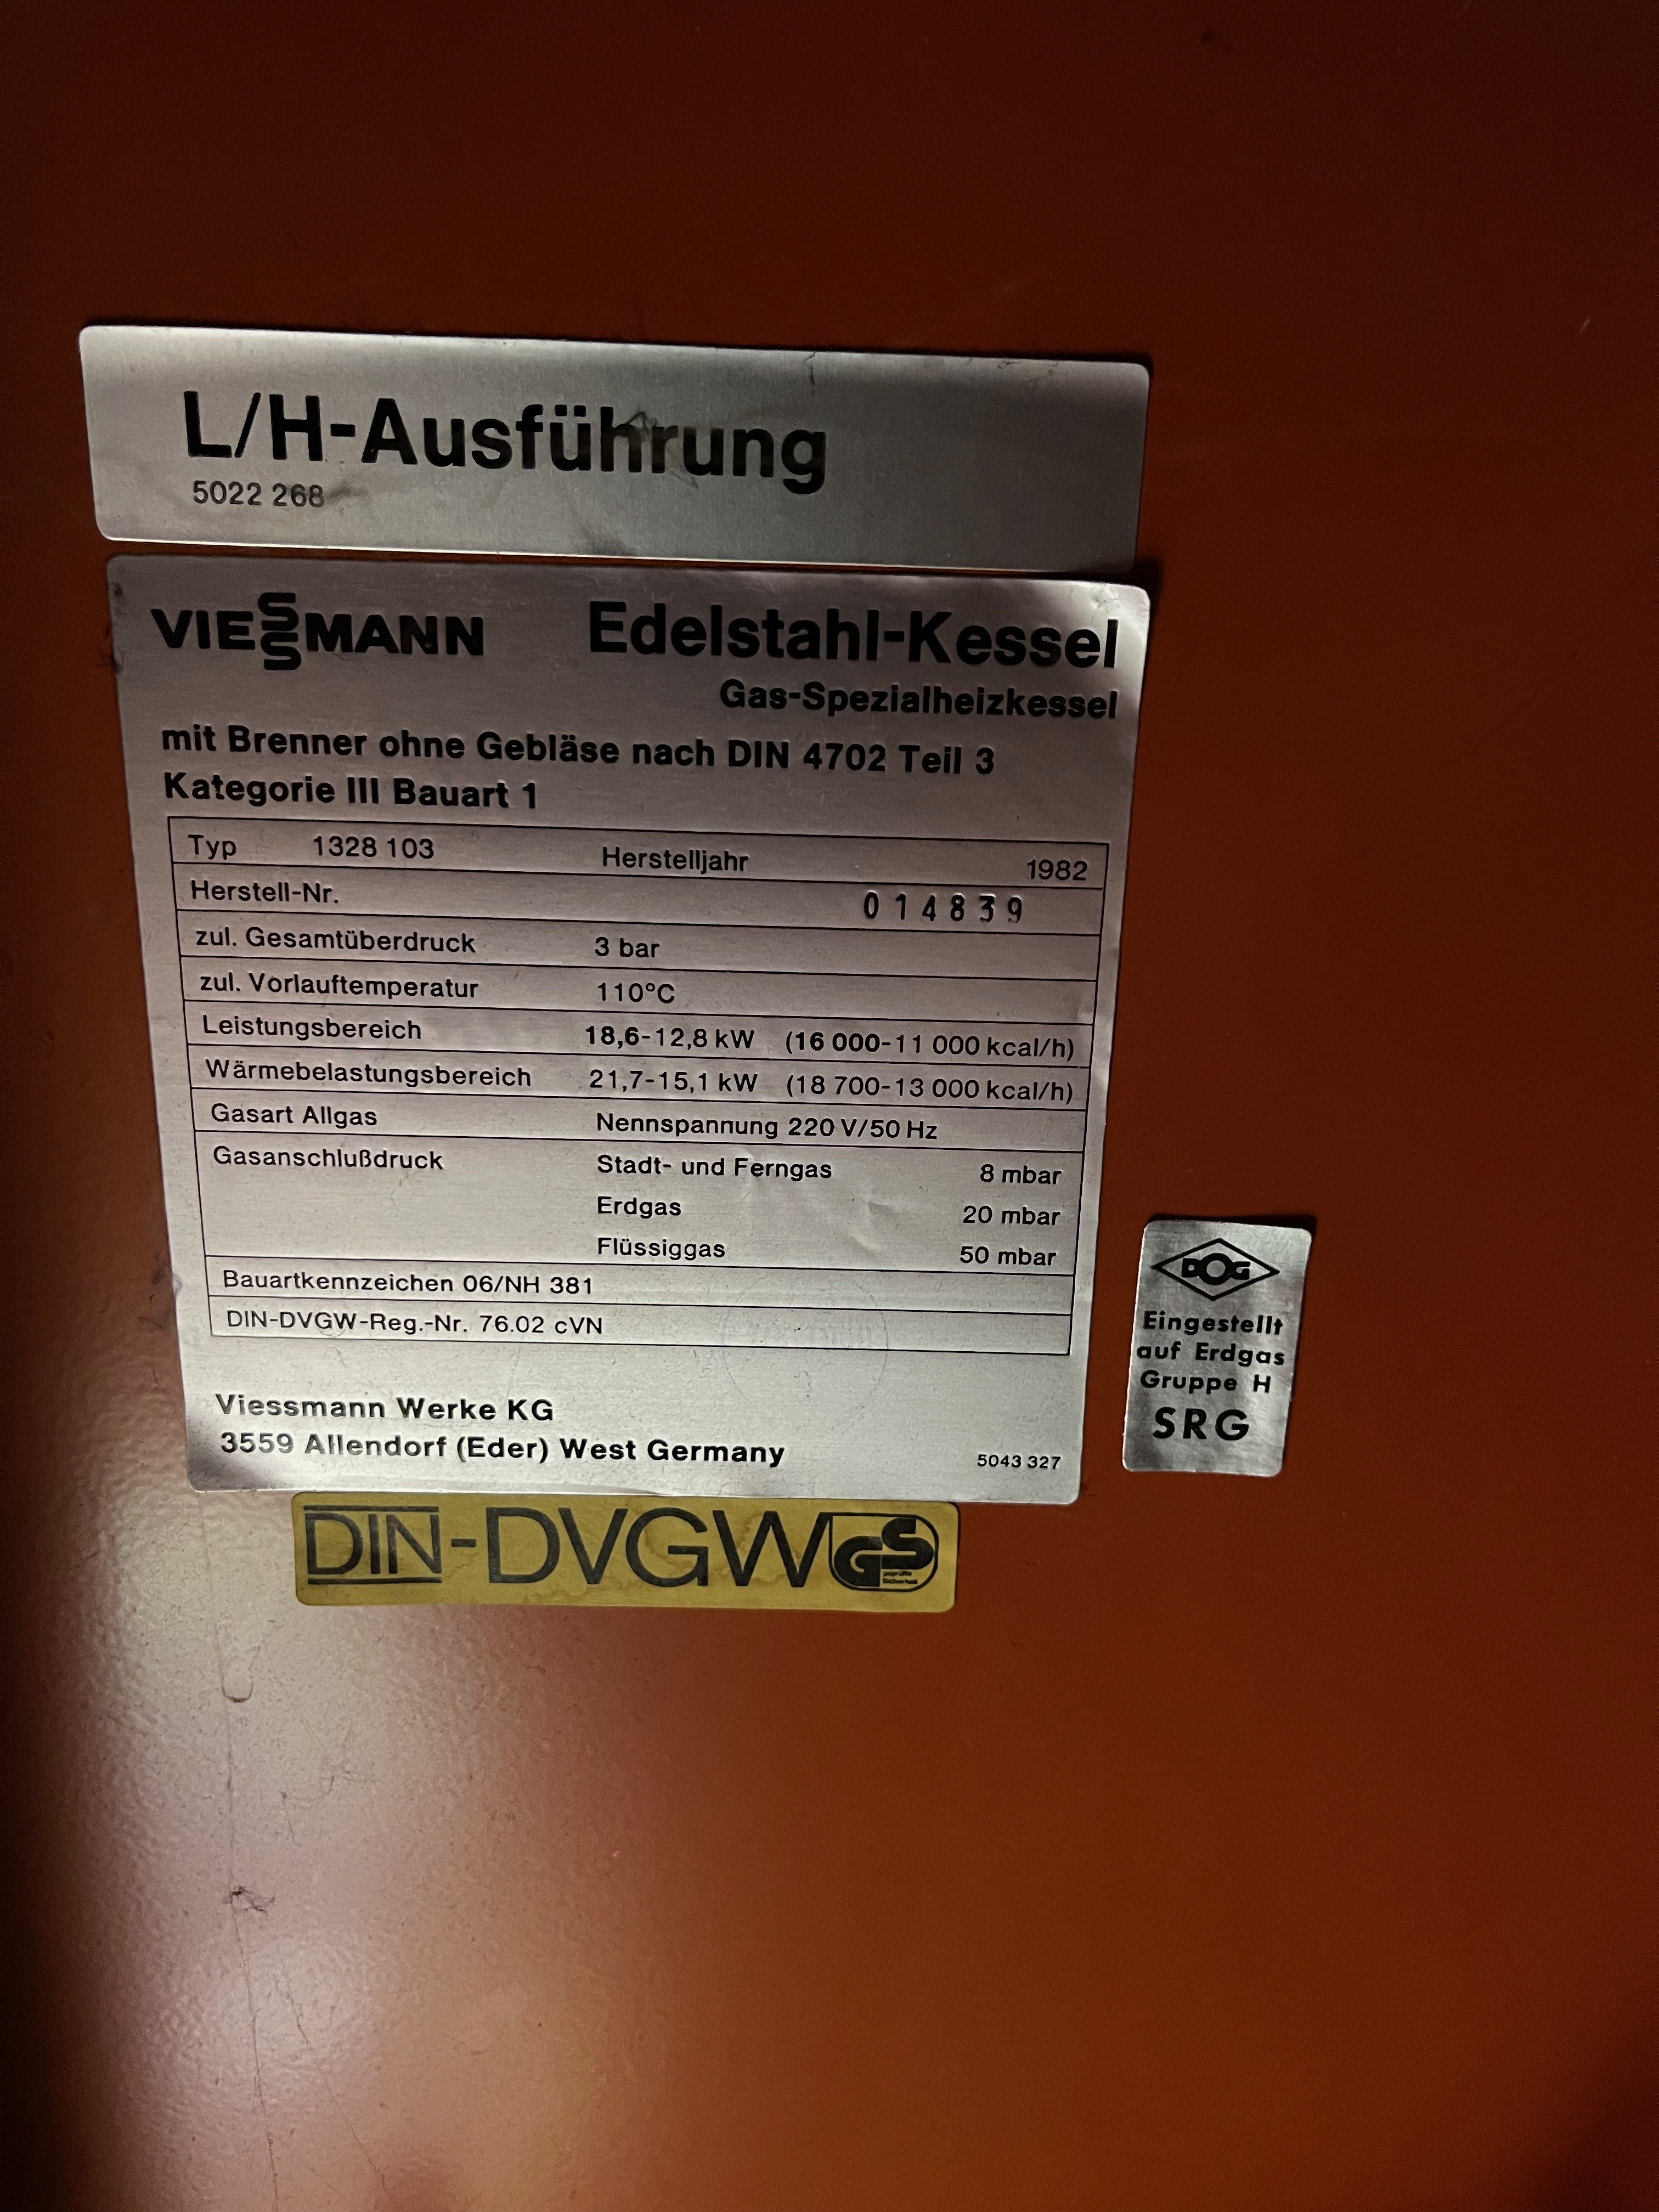 L/H-Ausführung
5022 268
VIESSMANN Edelstahl-Kessel
Gas-Spezialheizkessel
mit Brenner ohne Gebläse nach DIN 4702 Teil 3
Kategorie III Bauart 1
Typ 1328 103 Herstelljahr 1982
Herstell-Nr. 014839
zul. Gesamtüberdruck 3 bar
zul. Vorlauftemperatur 110°C
Leistungsbereich 18,6-12,8 kW (16 000-11 000 kcal/h)
Wärmebelastungsbereich 21,7-15,1 kW (18 700-13 000 kcal/h)
Gasart Allgas Nennspannung 220 V/50 Hz
Gasanschlußdruck Stadt- und Ferngas 8 mbar
Erdgas 20 mbar
Flüssiggas 50 mbar
Bauartkennzeichen 06/NH 381
DIN-DVGW-Reg.-Nr. 76.02 cVN
Viessmann Werke KG
3559 Allendorf (Eder) West Germany 5043 327
DOG
Eingestellt
auf Erdgas
Gruppe H
SRG
DIN-DVGW GS